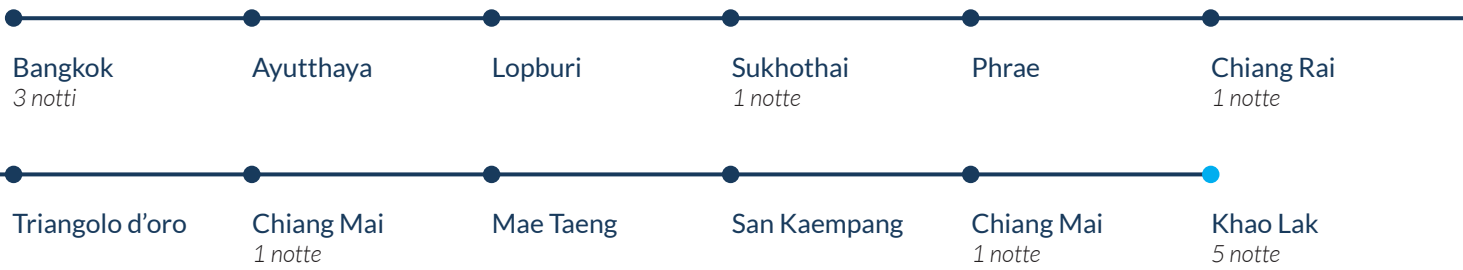 Bangkok
3 notti
Ayutthaya
Lopburi
Sukhothai
1 notte
Phrae
Chiang Rai
1 notte
Triangolo d’oro
Chiang Mai
1 notte
Mae Taeng
San Kaempang
Chiang Mai
1 notte
Khao Lak
5 notte